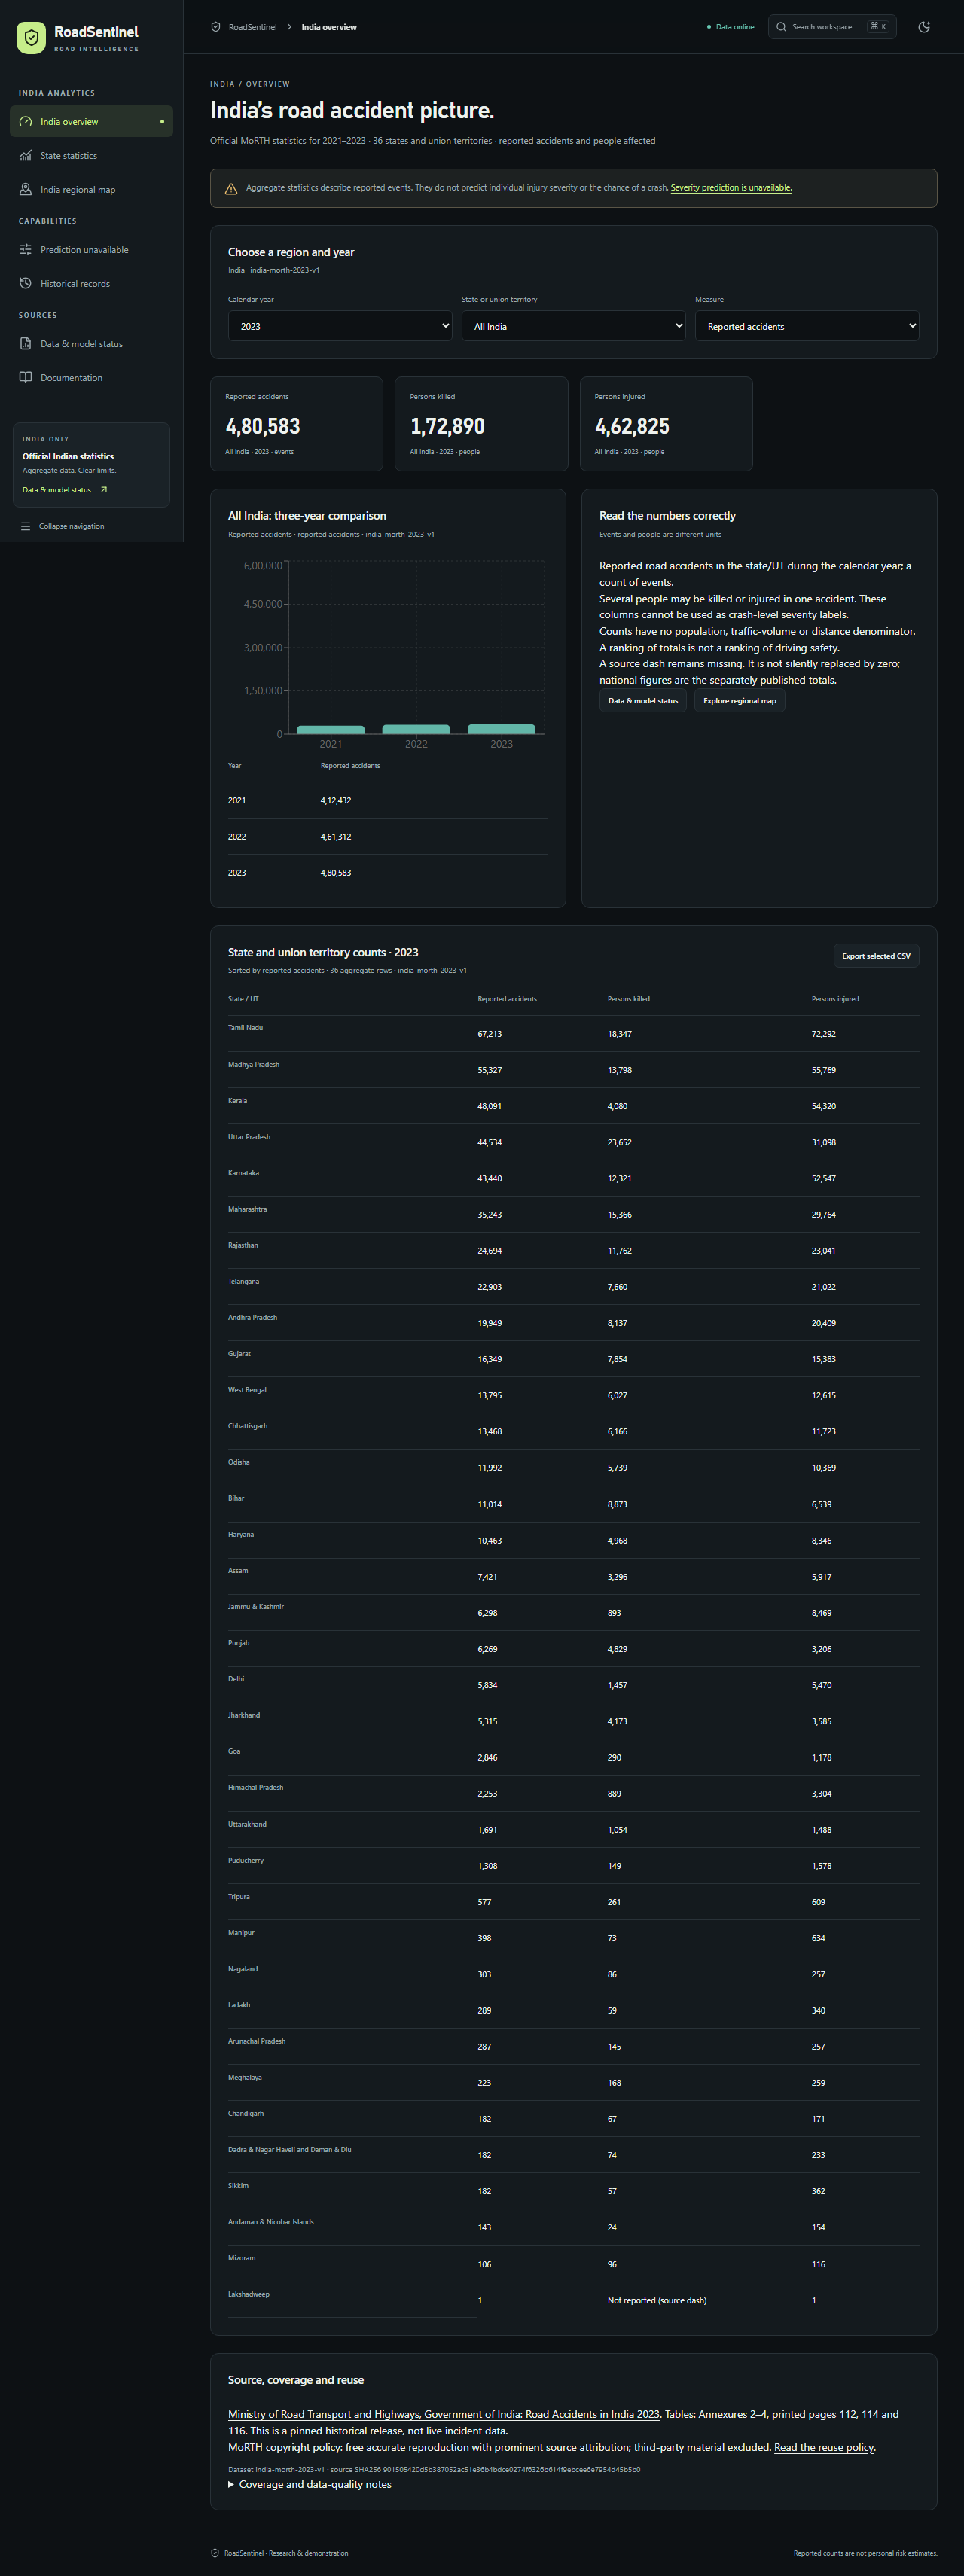 RoadSentinel
ROAD INTELLIGENCE
INDIA ANALYTICS
India overview
State statistics
India regional map
CAPABILITIES
Prediction unavailable
Historical records
SOURCES
Data & model status
Documentation
INDIA ONLY
Official Indian statistics
Aggregate data. Clear limits.
Data & model status
Collapse navigation
RoadSentinel > India overview
Data online
Search workspace ⌘ K
INDIA / OVERVIEW
India's road accident picture.
Official MoRTH statistics for 2021–2023 · 36 states and union territories · reported accidents and people affected
Aggregate statistics describe reported events. They do not predict individual injury severity or the chance of a crash. Severity prediction is unavailable.
Choose a region and year
India · india-morth-2023-v1
Calendar year State or union territory Measure
2023 All India Reported accidents
Reported accidents
4,80,583
All India · 2023 · events
Persons killed
1,72,890
All India · 2023 · people
Persons injured
4,62,825
All India · 2023 · people
All India: three-year comparison
Reported accidents · reported accidents · india-morth-2023-v1
6,00,000
4,50,000
3,00,000
1,50,000
0
2021 2022 2023
Year Reported accidents
2021 4,12,432
2022 4,61,312
2023 4,80,583
Read the numbers correctly
Events and people are different units
Reported road accidents in the state/UT during the calendar year; a
count of events.
Several people may be killed or injured in one accident. These
columns cannot be used as crash-level severity labels.
Counts have no population, traffic-volume or distance denominator.
A ranking of totals is not a ranking of driving safety.
A source dash remains missing. It is not silently replaced by zero;
national figures are the separately published totals.
Data & model status Explore regional map
State and union territory counts · 2023
Sorted by reported accidents · 36 aggregate rows · india-morth-2023-v1
Export selected CSV
State / UT Reported accidents Persons killed Persons injured
Tamil Nadu 67,213 18,347 72,292
Madhya Pradesh 55,327 13,798 55,769
Kerala 48,091 4,080 54,320
Uttar Pradesh 44,534 23,652 31,098
Karnataka 43,440 12,321 52,547
Maharashtra 35,243 15,366 29,764
Rajasthan 24,694 11,762 23,041
Telangana 22,903 7,660 21,022
Andhra Pradesh 19,949 8,137 20,409
Gujarat 16,349 7,854 15,383
West Bengal 13,795 6,027 12,615
Chhattisgarh 13,468 6,166 11,723
Odisha 11,992 5,739 10,369
Bihar 11,014 8,873 6,539
Haryana 10,463 4,968 8,346
Assam 7,421 3,296 5,917
Jammu & Kashmir 6,298 893 8,469
Punjab 6,269 4,829 3,206
Delhi 5,834 1,457 5,470
Jharkhand 5,315 4,173 3,585
Goa 2,846 290 1,178
Himachal Pradesh 2,253 889 3,304
Uttarakhand 1,691 1,054 1,488
Puducherry 1,308 149 1,578
Tripura 577 261 609
Manipur 398 73 634
Nagaland 303 86 257
Ladakh 289 59 340
Arunachal Pradesh 287 145 257
Meghalaya 223 168 259
Chandigarh 182 67 171
Dadra & Nagar Haveli and Daman & Diu 182 74 233
Sikkim 182 57 362
Andaman & Nicobar Islands 143 24 154
Mizoram 106 96 116
Lakshadweep 1 Not reported (source dash) 1
Source, coverage and reuse
Ministry of Road Transport and Highways, Government of India: Road Accidents in India 2023. Tables: Annexures 2–4, printed pages 112, 114 and
116. This is a pinned historical release, not live incident data.
MoRTH copyright policy: free accurate reproduction with prominent source attribution; third-party material excluded. Read the reuse policy.
Dataset india-morth-2023-v1 · source SHA256 901505420d5b387052ac51e36b4bdce0274f6326b614f9ebcee6e7954d45b5b0
Coverage and data-quality notes
RoadSentinel · Research & demonstration
Reported counts are not personal risk estimates.